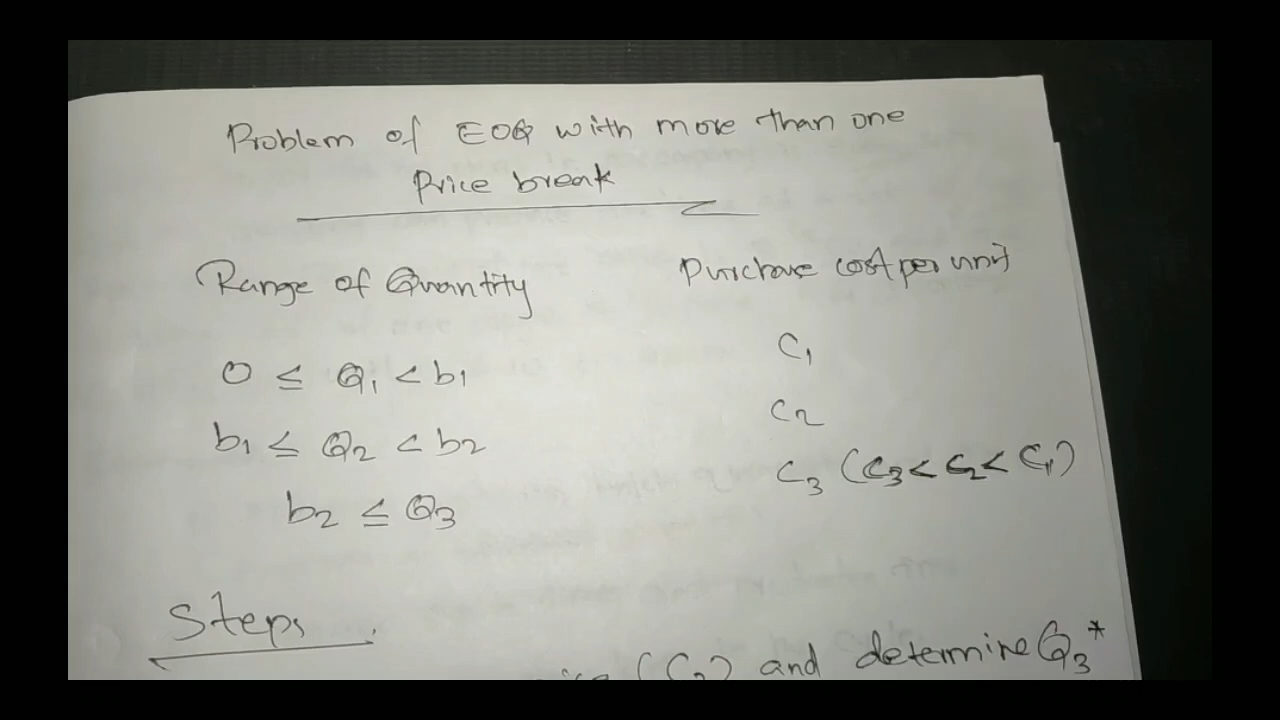 Problem of EOQ with more than one
Price break
Range of Quantity Purchase cost per unit
0 ≤ Q₁ < b₁ C₁
b₁ ≤ Q₂ < b₂ C₂
b₂ ≤ Q₃ C₃ (C₃ < C₂ < C₁)
Steps
and determine Q₃*